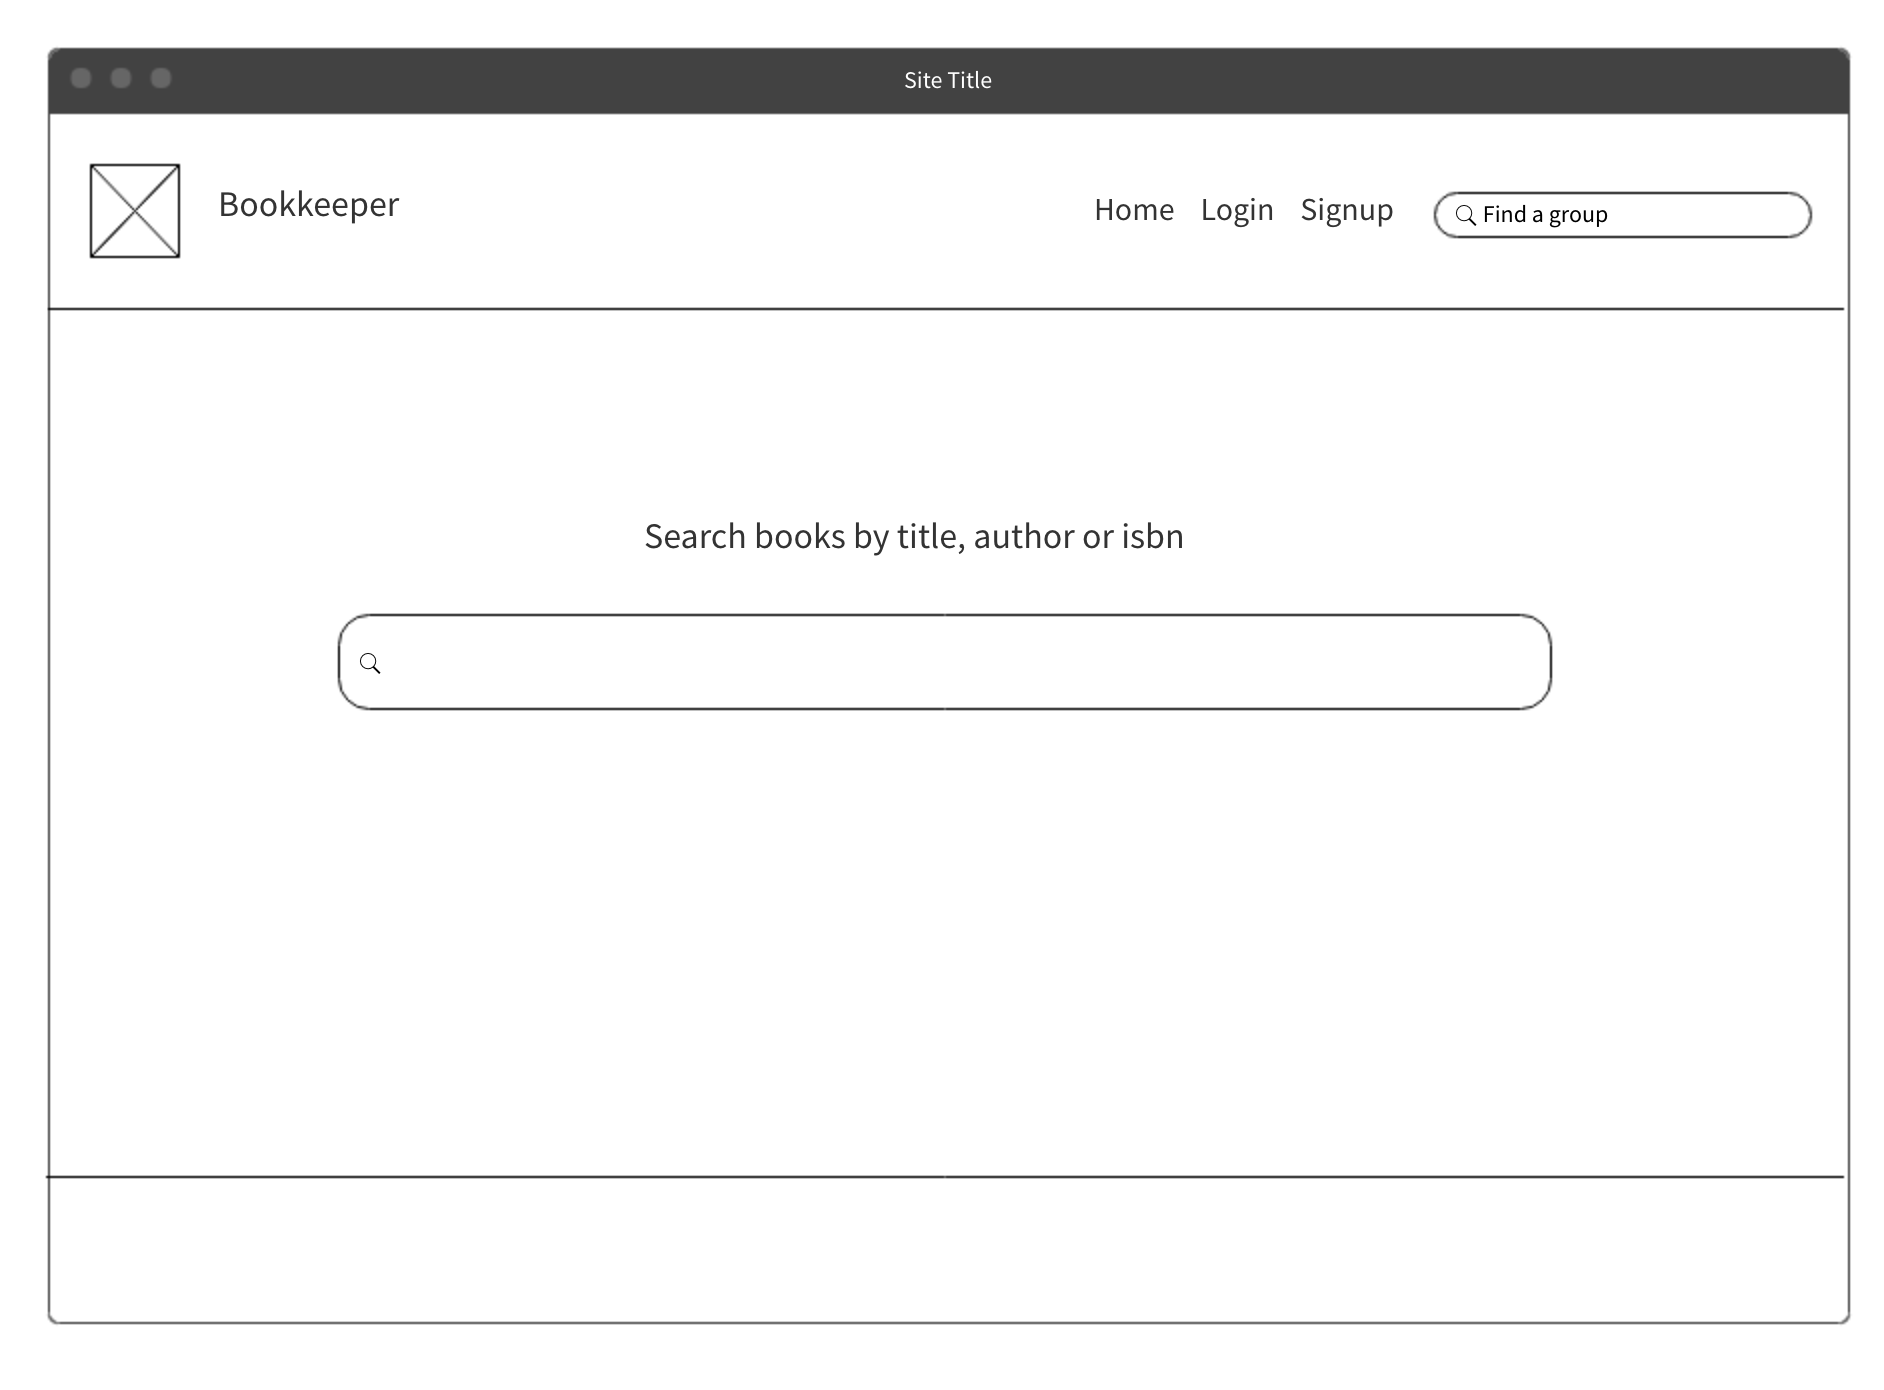 Site Title
Bookkeeper
Home Login Signup
Find a group
Search books by title, author or isbn